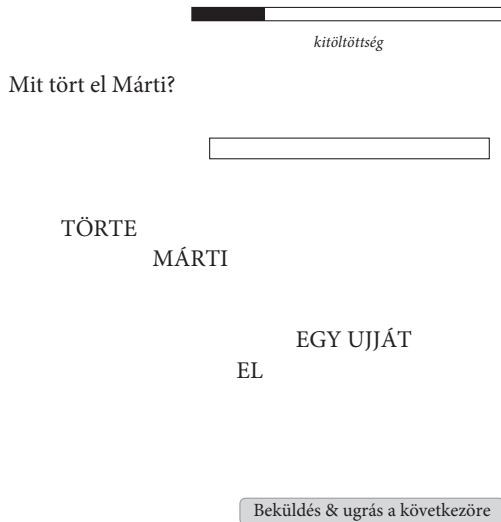 kitöltöttség
Mit tört el Márti?
TÖRTE
MÁRTI
EGY UJJÁT
EL
Beküldés & ugrás a következőre